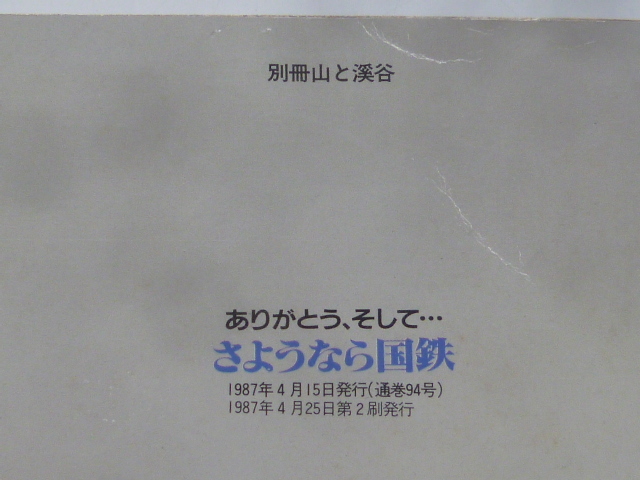 別冊山と溪谷
ありがとう、そして…
さようなら国鉄
1987年4月15日発行(通巻94号)
1987年4月25日第2刷発行